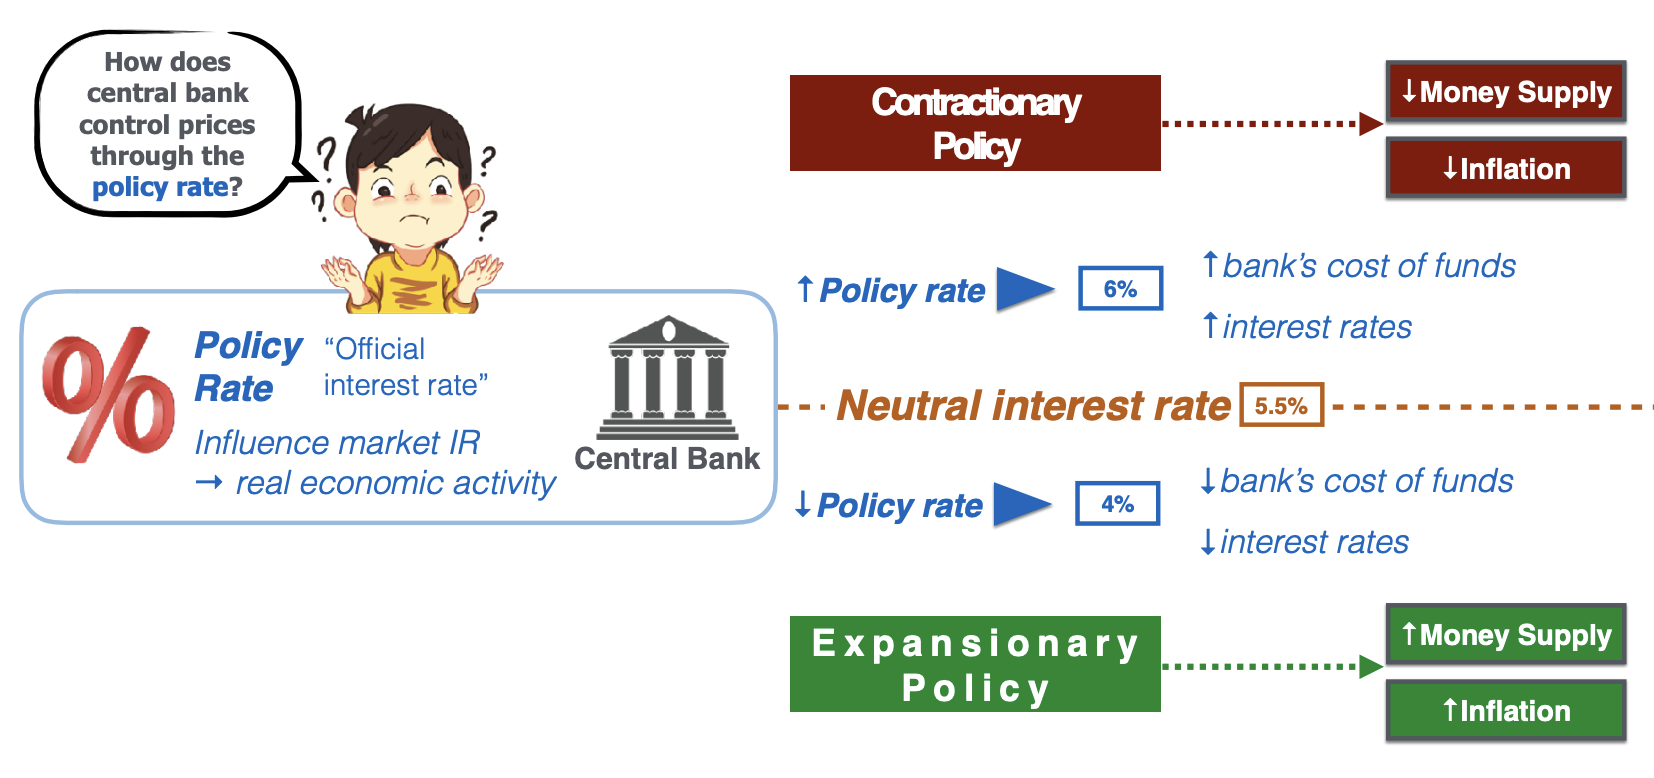 How does
central bank
control prices
through the
policy rate?
?
?
?
?
%
Policy
Rate
“Official
interest rate”
Influence market IR
→ real economic activity
Central Bank
Contractionary
Policy
↓Money Supply
↓Inflation
↑Policy rate
6%
↑bank’s cost of funds
↑interest rates
Neutral interest rate 5.5%
↓Policy rate
4%
↓bank’s cost of funds
↓interest rates
Expansionary
Policy
↑Money Supply
↑Inflation